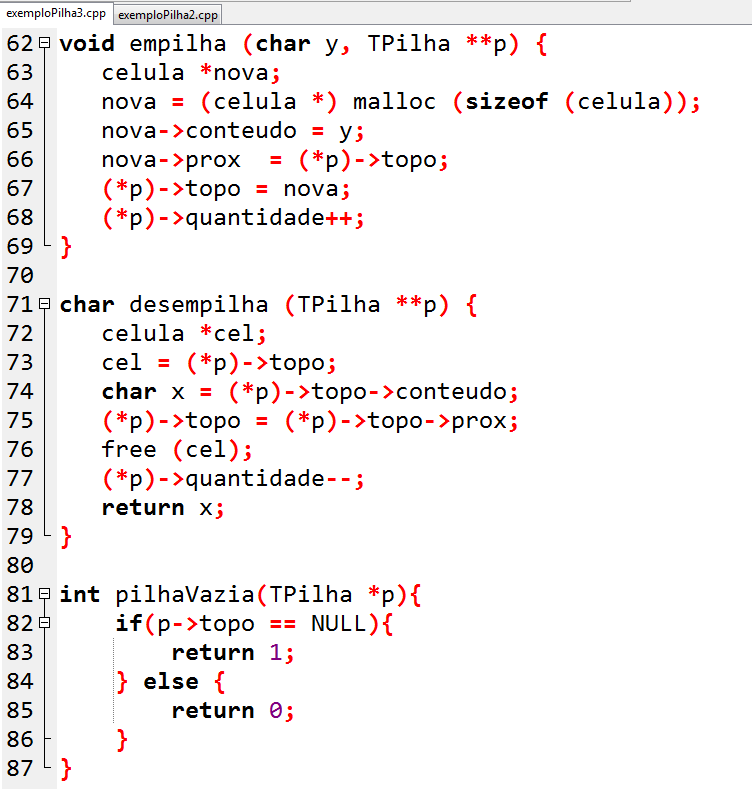 exemploPilha3.cpp exemploPilha2.cpp
62 void empilha (char y, TPilha **p) {
63 celula *nova;
64 nova = (celula *) malloc (sizeof (celula));
65 nova->conteudo = y;
66 nova->prox  = (*p)->topo;
67 (*p)->topo = nova;
68 (*p)->quantidade++;
69 }
70
71 char desempilha (TPilha **p) {
72 celula *cel;
73 cel = (*p)->topo;
74 char x = (*p)->topo->conteudo;
75 (*p)->topo = (*p)->topo->prox;
76 free (cel);
77 (*p)->quantidade--;
78 return x;
79 }
80
81 int pilhaVazia(TPilha *p){
82 if(p->topo == NULL){
83 return 1;
84 } else {
85 return 0;
86 }
87 }